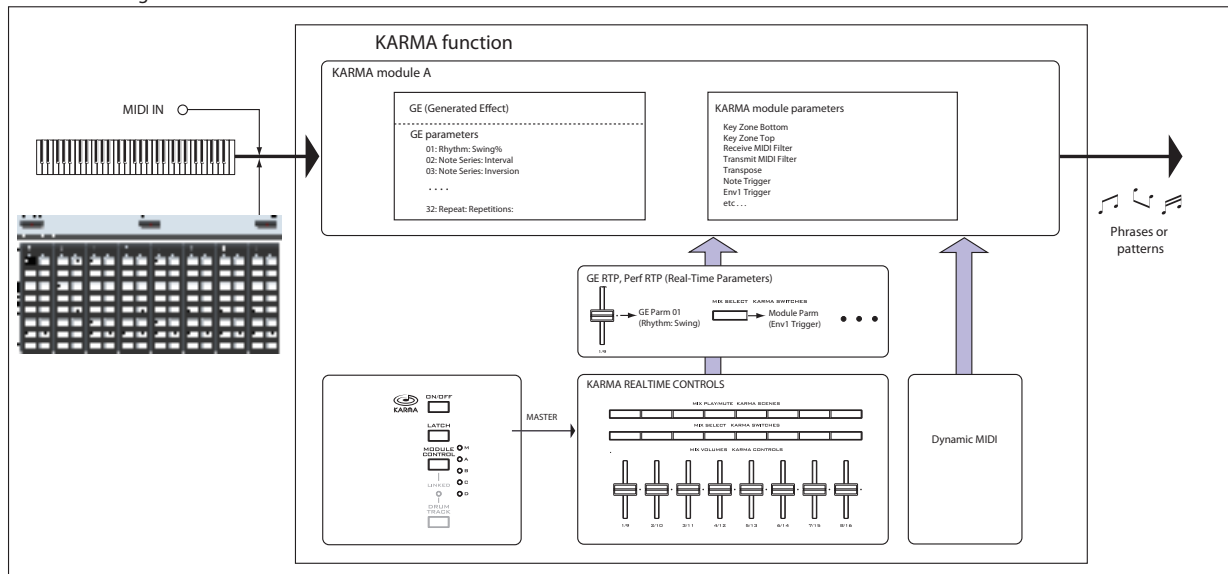 KARMA function
KARMA module A
MIDI IN
GE (Generated Effect)
GE parameters
01: Rhythm: Swing%
02: Note Series: Interval
03: Note Series: Inversion
. . . .
32: Repeat: Repetitions:
KARMA module parameters
Key Zone Bottom
Key Zone Top
Receive MIDI Filter
Transmit MIDI Filter
Transpose
Note Trigger
Env1 Trigger
etc . . .
Phrases or
patterns
GE RTP, Perf RTP (Real-Time Parameters)
GE Parm 01
(Rhythm: Swing)
1/9
MIX SELECT KARMA SWITCHES
Module Parm
(Env1 Trigger)
KARMA
ON/OFF
LATCH
MODULE
CONTROL
M
A
B
C
D
LINKED
DRUM
TRACK
MASTER
KARMA REALTIME CONTROLS
MIX PLAY/MUTE KARMA SCENES
MIX SELECT KARMA SWITCHES
MIX VOLUMES KARMA CONTROLS
1/9 2/10 3/11 4/12 5/13 6/14 7/15 8/16
Dynamic MIDI